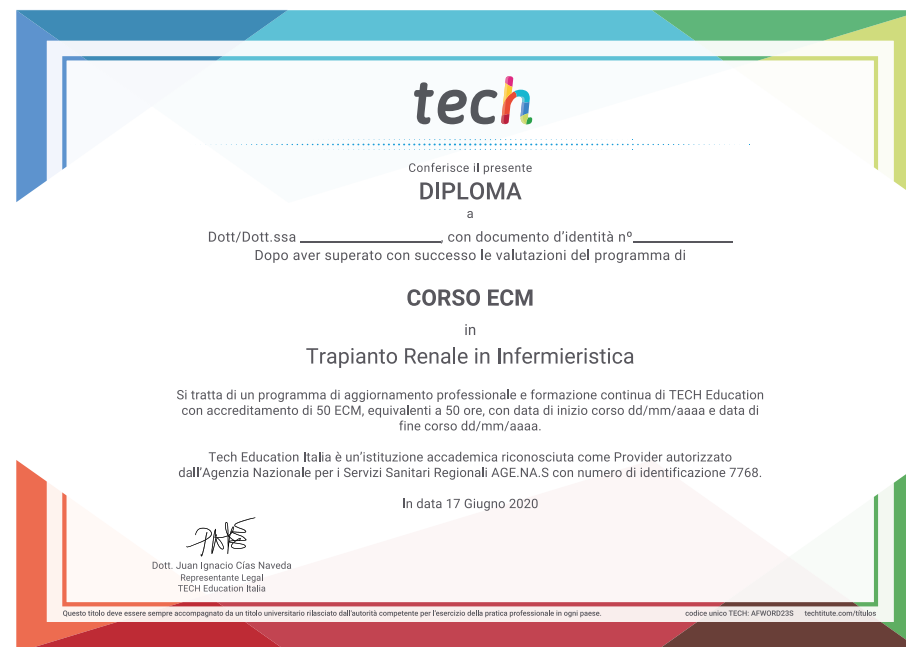 tech
Conferisce il presente
DIPLOMA
a
Dott/Dott.ssa ________________, con documento d'identità nº____________
Dopo aver superato con successo le valutazioni del programma di
CORSO ECM
in
Trapianto Renale in Infermieristica
Si tratta di un programma di aggiornamento professionale e formazione continua di TECH Education
con accreditamento di 50 ECM, equivalenti a 50 ore, con data di inizio corso dd/mm/aaaa e data di
fine corso dd/mm/aaaa.
Tech Education Italia è un'istituzione accademica riconosciuta come Provider autorizzato
dall'Agenzia Nazionale per i Servizi Sanitari Regionali AGE.NA.S con numero di identificazione 7768.
In data 17 Giugno 2020
Dott. Juan Ignacio Cías Naveda
Representante Legal
TECH Education Italia
Questo titolo deve essere sempre accompagnato da un titolo universitario rilasciato dall'autorità competente per l'esercizio della pratica professionale in ogni paese.
codice unico TECH: AFWORD23S techtitute.com/titulos